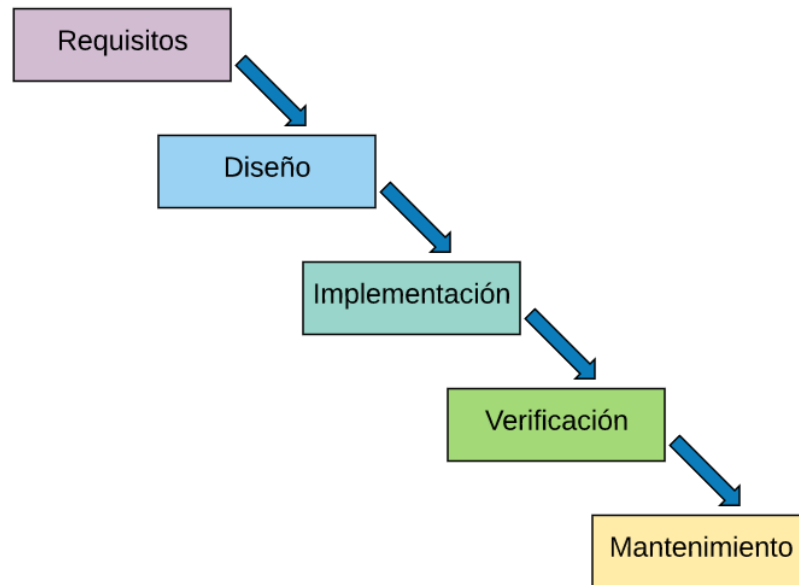 Requisitos
Diseño
Implementación
Verificación
Mantenimiento